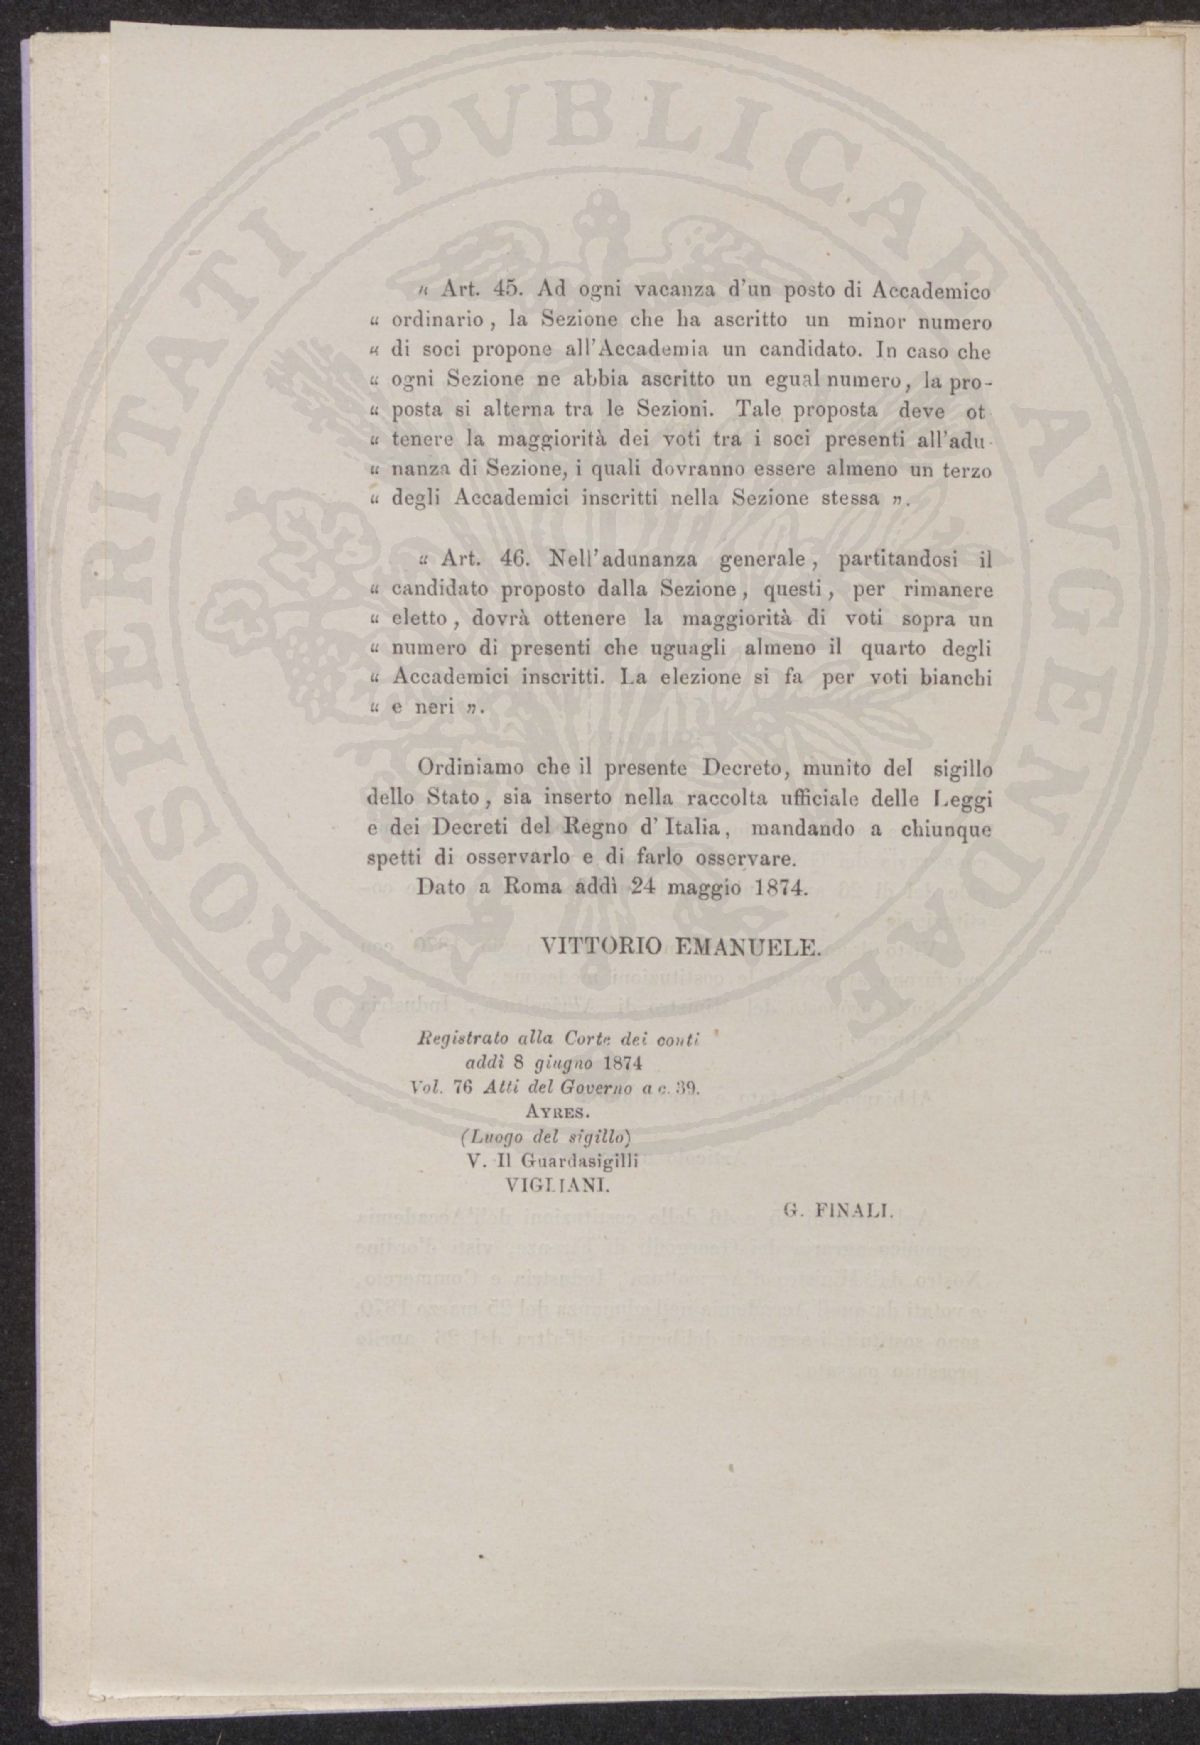 PROSPERITATI PVBLICAE AVGENDAE
« Art. 45. Ad ogni vacanza d'un posto di Accademico
« ordinario, la Sezione che ha ascritto un minor numero
« di soci propone all'Accademia un candidato. In caso che
« ogni Sezione ne abbia ascritto un egual numero, la pro-
« posta si alterna tra le Sezioni. Tale proposta deve ot
« tenere la maggiorità dei voti tra i soci presenti all'adu-
« nanza di Sezione, i quali dovranno essere almeno un terzo
« degli Accademici inscritti nella Sezione stessa ».
« Art. 46. Nell'adunanza generale, partitandosi il
« candidato proposto dalla Sezione, questi, per rimanere
« eletto, dovrà ottenere la maggiorità di voti sopra un
« numero di presenti che uguagli almeno il quarto degli
« Accademici inscritti. La elezione si fa per voti bianchi
« e neri ».
Ordiniamo che il presente Decreto, munito del sigillo
dello Stato, sia inserto nella raccolta ufficiale delle Leggi
e dei Decreti del Regno d'Italia, mandando a chiunque
spetti di osservarlo e di farlo osservare.
Dato a Roma addì 24 maggio 1874.
VITTORIO EMANUELE.
Registrato alla Corte dei conti
addì 8 giugno 1874
Vol. 76 Atti del Governo a c. 39.
AYRES.
(Luogo del sigillo)
V. Il Guardasigilli
VIGLIANI.
G. FINALI.